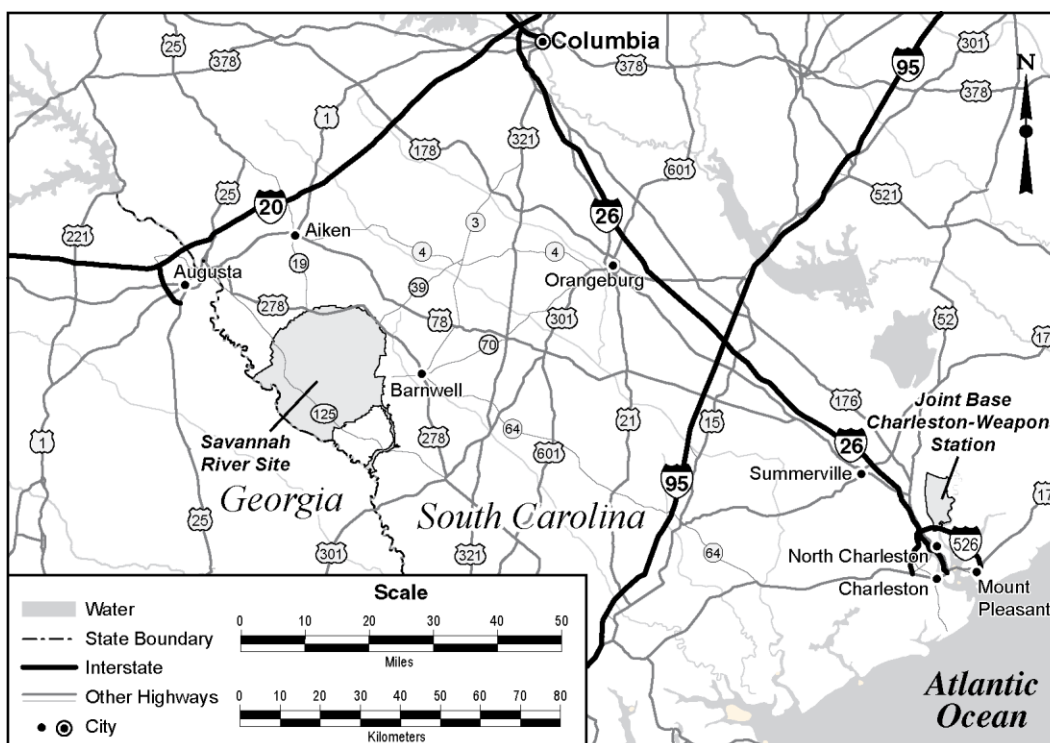 Columbia
25
378
378
301
95
N
378
1
321
178
601
25
20
26
521
221
Aiken
3
4
4
19
Augusta
39
Orangeburg
278
78
301
52
17
70
Barnwell
176
Joint Base
Charleston-Weapon
Station
125
21
15
Savannah
River Site
64
278
26
1
601
95
Summerville
17
Georgia
South Carolina
25
301
321
64
526
North Charleston
Charleston
Mount
Pleasant
Water
State Boundary
Interstate
Other Highways
City
Scale
0 10 20 30 40 50
Miles
0 10 20 30 40 50 60 70 80
Kilometers
Atlantic
Ocean